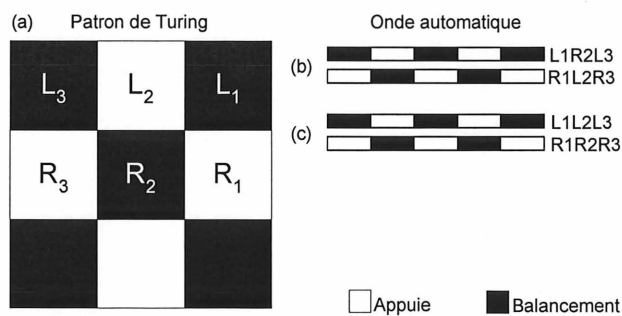 (a) Patron de Turing
Onde automatique
L3 L2 L1
R3 R2 R1
(b) L1R2L3
R1L2R3
(c) L1L2L3
R1R2R3
Appuie Balancement